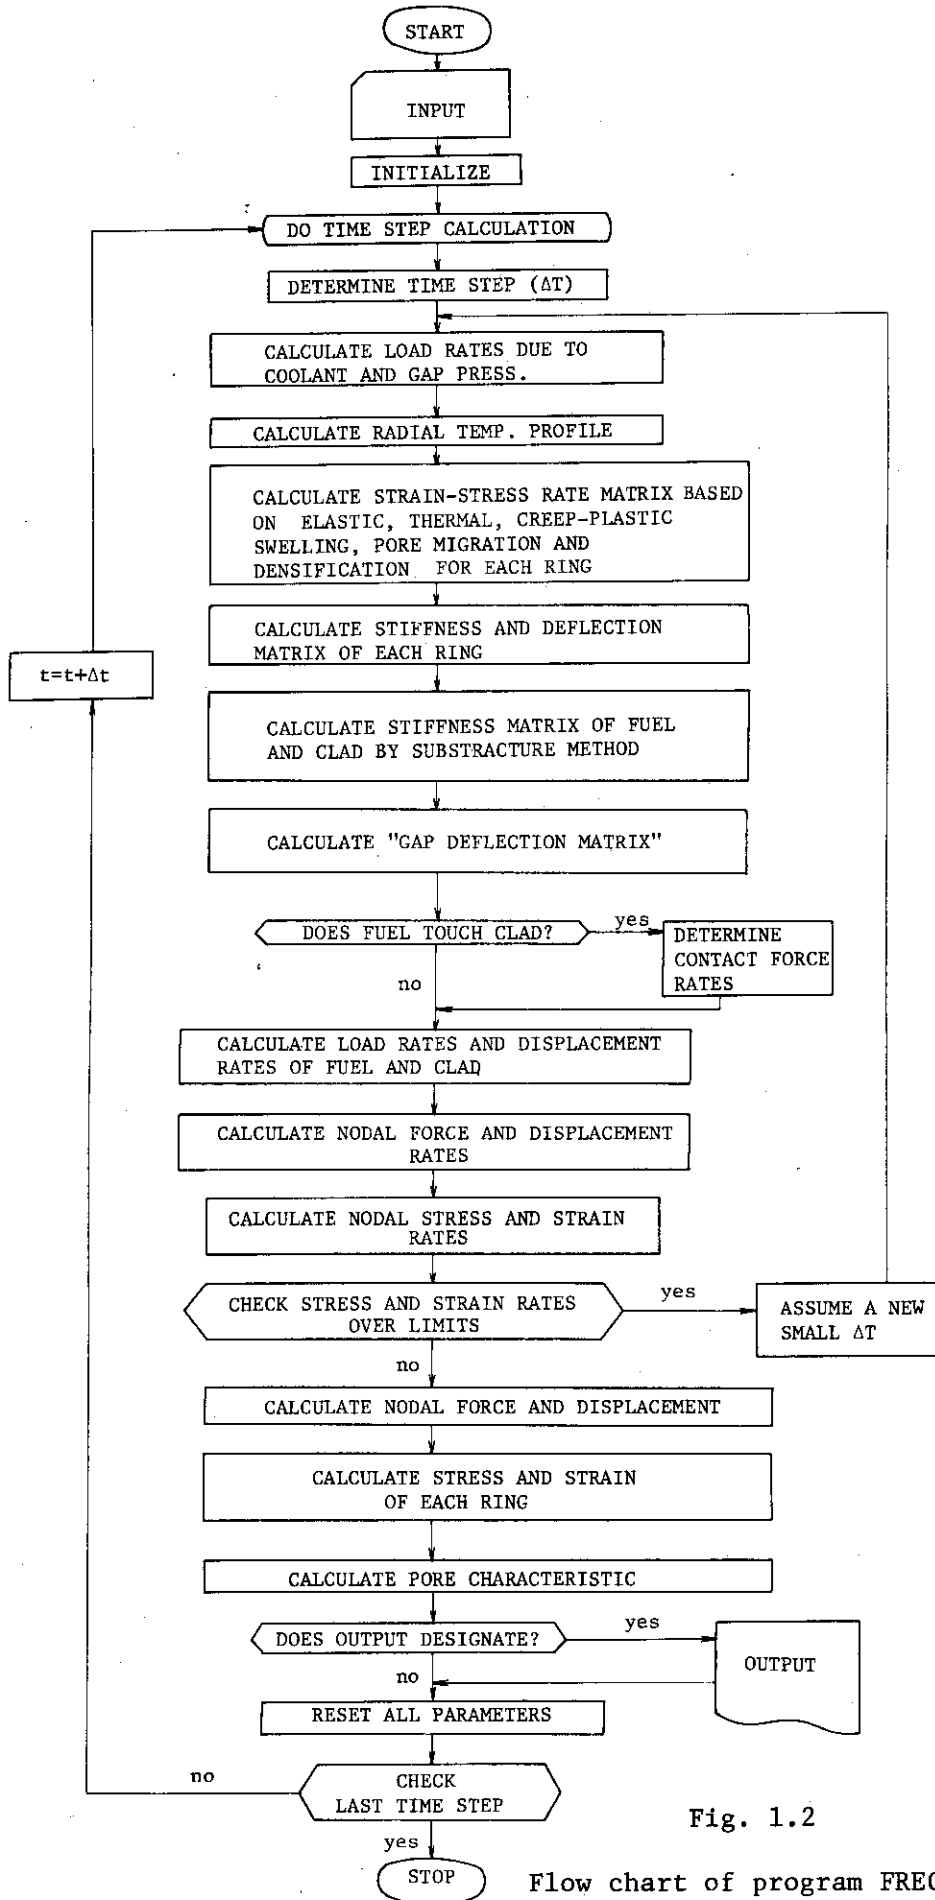 START
INPUT
INITIALIZE
DO TIME STEP CALCULATION
DETERMINE TIME STEP (ΔT)
CALCULATE LOAD RATES DUE TO
COOLANT AND GAP PRESS.
CALCULATE RADIAL TEMP. PROFILE
CALCULATE STRAIN-STRESS RATE MATRIX BASED
ON ELASTIC, THERMAL, CREEP-PLASTIC
SWELLING, PORE MIGRATION AND
DENSIFICATION FOR EACH RING
CALCULATE STIFFNESS AND DEFLECTION
MATRIX OF EACH RING
t=t+Δt
CALCULATE STIFFNESS MATRIX OF FUEL
AND CLAD BY SUBSTRACTURE METHOD
CALCULATE "GAP DEFLECTION MATRIX"
DOES FUEL TOUCH CLAD?
yes
DETERMINE
CONTACT FORCE
RATES
no
CALCULATE LOAD RATES AND DISPLACEMENT
RATES OF FUEL AND CLAD
CALCULATE NODAL FORCE AND DISPLACEMENT
RATES
CALCULATE NODAL STRESS AND STRAIN
RATES
CHECK STRESS AND STRAIN RATES
OVER LIMITS
yes
ASSUME A NEW
SMALL ΔT
no
CALCULATE NODAL FORCE AND DISPLACEMENT
CALCULATE STRESS AND STRAIN
OF EACH RING
CALCULATE PORE CHARACTERISTIC
DOES OUTPUT DESIGNATE?
yes
OUTPUT
no
RESET ALL PARAMETERS
no
CHECK
LAST TIME STEP
yes
STOP
Fig. 1.2
Flow chart of program